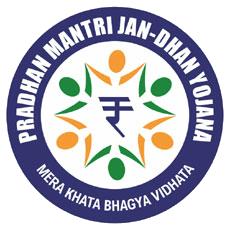 PRADHAN MANTRI JAN-DHAN YOJANA
₹
MERA KHATA BHAGYA VIDHATA